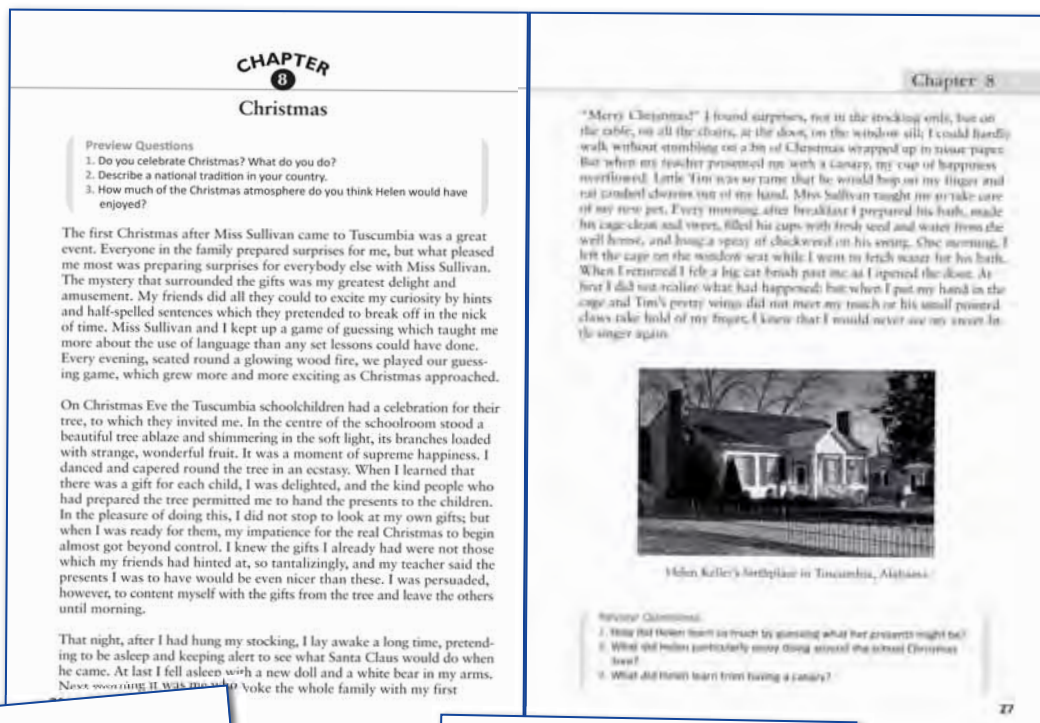 CHAPTER
8
Christmas
Preview Questions
1. Do you celebrate Christmas? What do you do?
2. Describe a national tradition in your country.
3. How much of the Christmas atmosphere do you think Helen would have
enjoyed?
The first Christmas after Miss Sullivan came to Tuscumbia was a great
event. Everyone in the family prepared surprises for me, but what pleased
me most was preparing surprises for everybody else with Miss Sullivan.
The mystery that surrounded the gifts was my greatest delight and
amusement. My friends did all they could to excite my curiosity by hints
and half-spelled sentences which they pretended to break off in the nick
of time. Miss Sullivan and I kept up a game of guessing which taught me
more about the use of language than any set lessons could have done.
Every evening, seated round a glowing wood fire, we played our guess-
ing game, which grew more and more exciting as Christmas approached.
On Christmas Eve the Tuscumbia schoolchildren had a celebration for their
tree, to which they invited me. In the centre of the schoolroom stood a
beautiful tree ablaze and shimmering in the soft light, its branches loaded
with strange, wonderful fruit. It was a moment of supreme happiness. I
danced and capered round the tree in an ecstasy. When I learned that
there was a gift for each child, I was delighted, and the kind people who
had prepared the tree permitted me to hand the presents to the children.
In the pleasure of doing this, I did not stop to look at my own gifts; but
when I was ready for them, my impatience for the real Christmas to begin
almost got beyond control. I knew the gifts I already had were not those
which my friends had hinted at, so tantalizingly, and my teacher said the
presents I was to have would be even nicer than these. I was persuaded,
however, to content myself with the gifts from the tree and leave the others
until morning.
That night, after I had hung my stocking, I lay awake a long time, pretend-
ing to be asleep and keeping alert to see what Santa Claus would do when
he came. At last I fell asleep with a new doll and a white bear in my arms.
Next morning it was me who woke the whole family with my first
Chapter 8
"Merry Christmas!" I found surprises, not in the stocking only, but on
the table, on all the chairs, at the door, on the window sill; I could hardly
walk without stumbling on a bit of Christmas wrapped up in tissue paper.
But when my teacher presented me with a canary, my cup of happiness
overflowed. Little Tim was so tame that he would hop on my finger and
eat candied cherries out of my hand. Miss Sullivan taught me to take care
of my new pet. Every morning after breakfast I prepared his bath, made
his cage clean and sweet, filled his cups with fresh seed and water from the
well house, and hung a spray of chickweed on his swing. One morning, I
left the cage on the window seat while I went to fetch water for his bath.
When I returned I felt a big cat brush past me as I opened the door. At
first I did not realize what had happened; but when I put my hand in the
cage and Tim's pretty wings did not meet my touch or his small pointed
claws take hold of my finger, I knew that I would never see my sweet lit-
tle singer again.
Helen Keller's birthplace in Tuscumbia, Alabama
Review Questions
1. How did Helen learn so much by guessing what her presents might be?
2. What did Helen particularly enjoy doing around the school Christmas
tree?
3. What did Helen learn from having a canary?
27